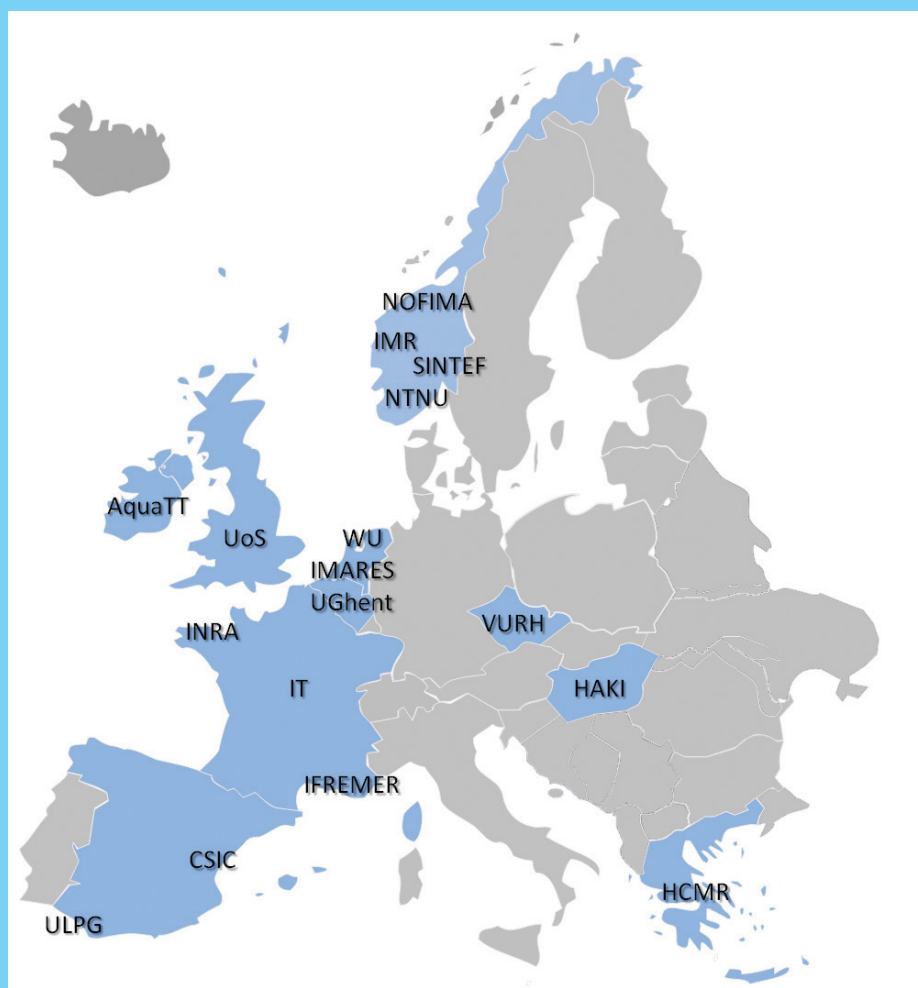 NOFIMA
IMR
SINTEF
NTNU
AquaTT
UoS
WU
IMARES
UGhent
INRA
VURH
IT
HAKI
IFREMER
CSIC
HCMR
ULPG